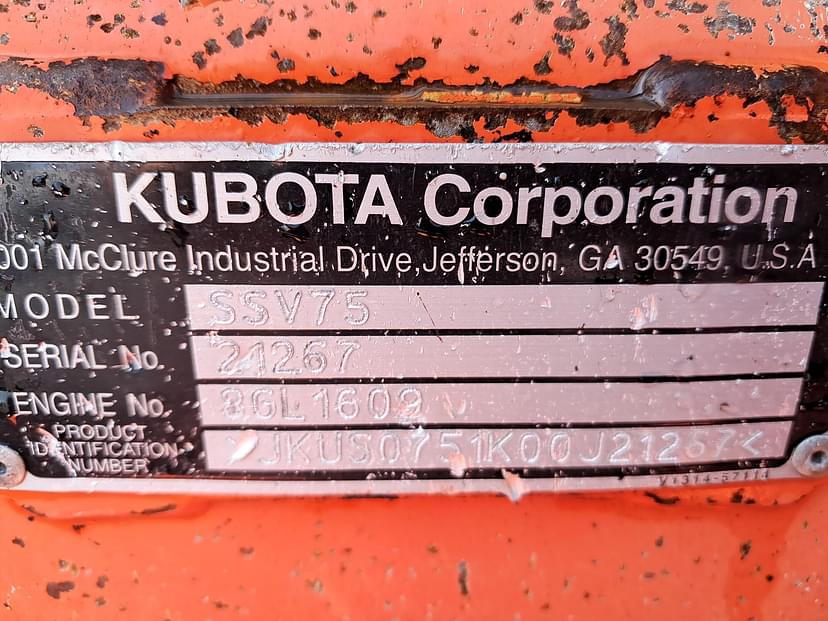 KUBOTA Corporation
001 McClure Industrial Drive, Jefferson, GA 30549, U.S.A
MODEL SSV75
SERIAL No. 21267
ENGINE No. 8GL1609
PRODUCT
IDENTIFICATION
NUMBER
JKUS0751K00J21267<